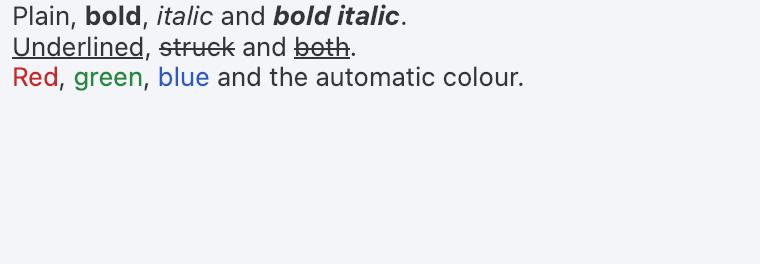 Plain, bold, italic and bold italic.
Underlined, struck and both.
Red, green, blue and the automatic colour.